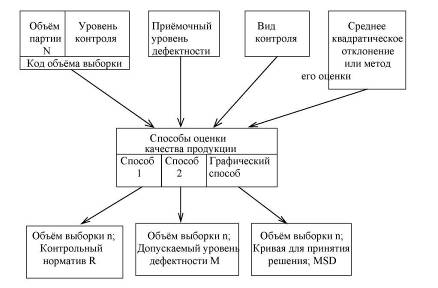 Объём
партии
N
Уровень
контроля
Код объёма выборки
Приёмочный
уровень
дефектности
Вид
контроля
Среднее
квадратическое
отклонение
или метод
его оценки
Способы оценки
качества продукции
Способ
1
Способ
2
Графический
способ
Объём выборки n;
Контрольный
норматив R
Объём выборки n;
Допускаемый уровень
дефектности M
Объём выборки n;
Кривая для принятия
решения; MSD